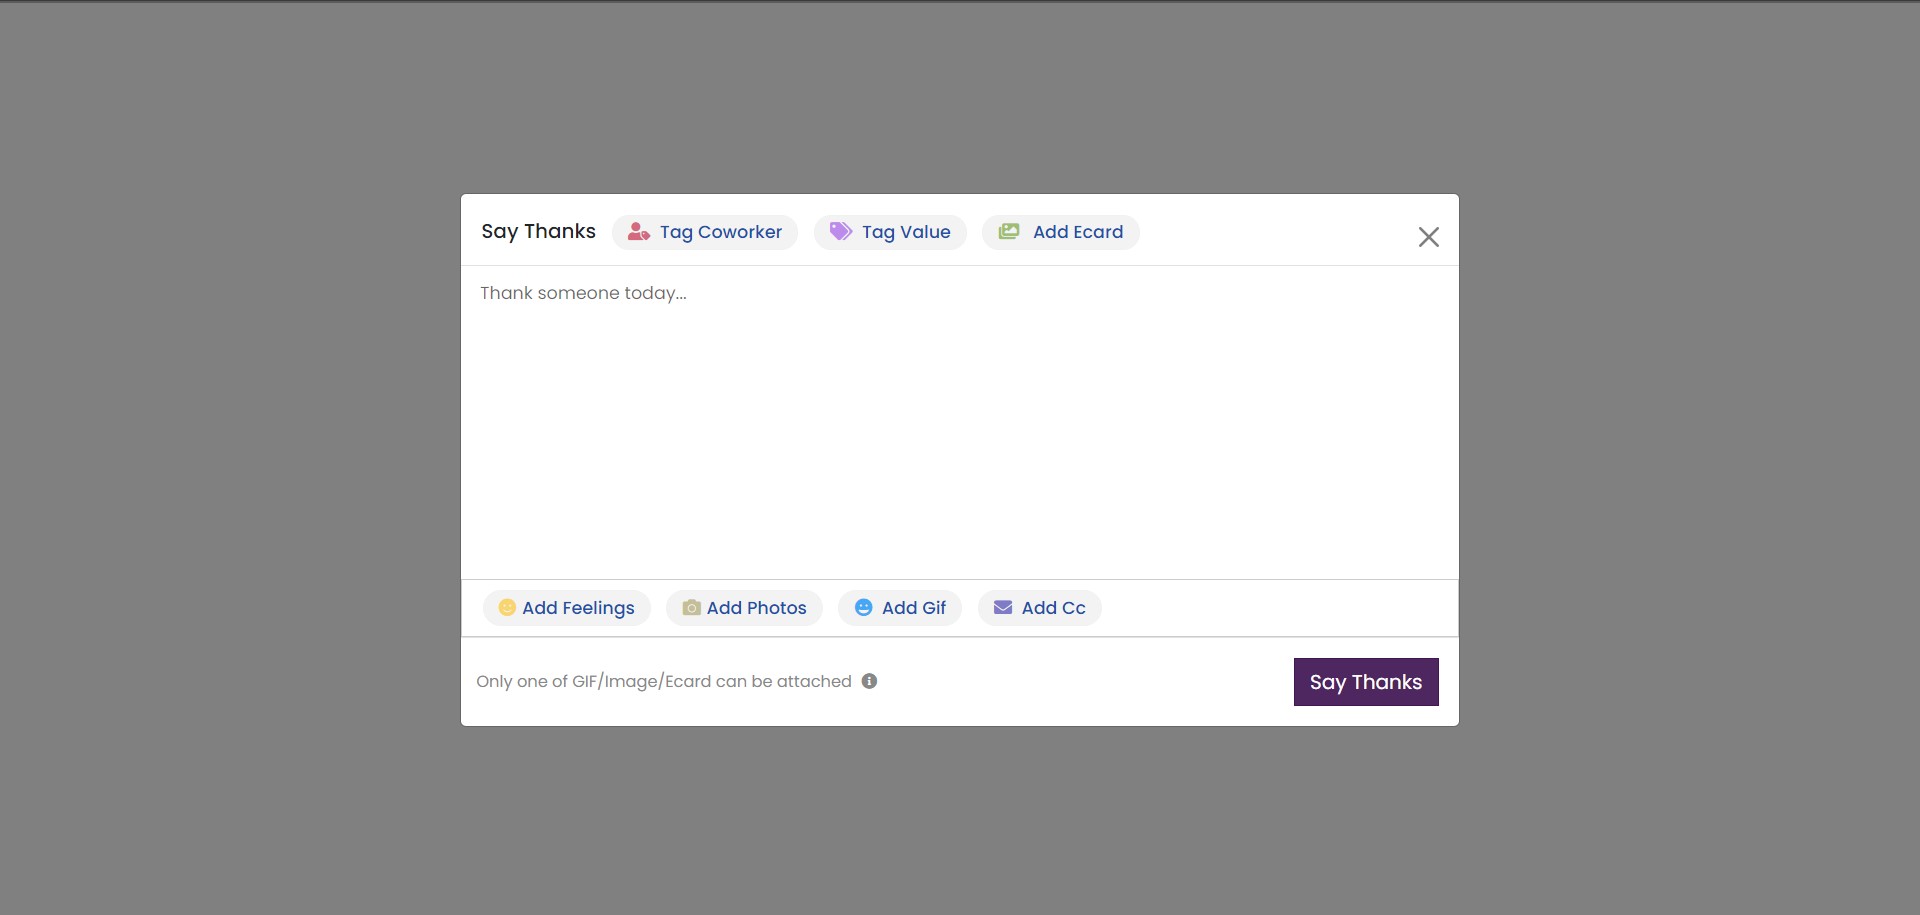 Say Thanks Tag Coworker Tag Value Add Ecard
Thank someone today...
Add Feelings Add Photos Add Gif Add Cc
Only one of GIF/Image/Ecard can be attached Say Thanks